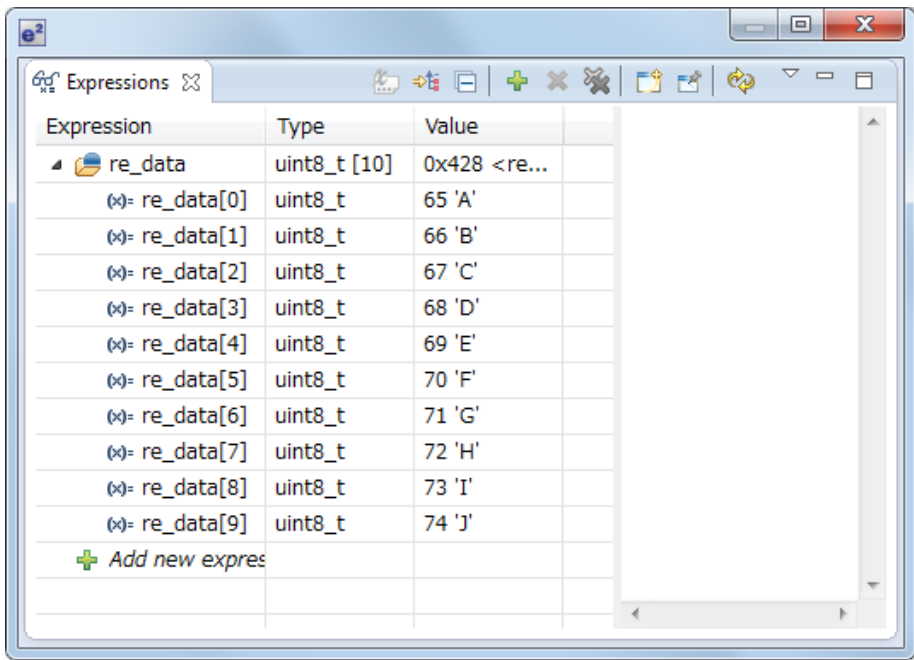 e²
Expressions
Expression Type Value
re_data uint8_t [10] 0x428 <re...
(x)= re_data[0] uint8_t 65 'A'
(x)= re_data[1] uint8_t 66 'B'
(x)= re_data[2] uint8_t 67 'C'
(x)= re_data[3] uint8_t 68 'D'
(x)= re_data[4] uint8_t 69 'E'
(x)= re_data[5] uint8_t 70 'F'
(x)= re_data[6] uint8_t 71 'G'
(x)= re_data[7] uint8_t 72 'H'
(x)= re_data[8] uint8_t 73 'I'
(x)= re_data[9] uint8_t 74 'J'
Add new expres